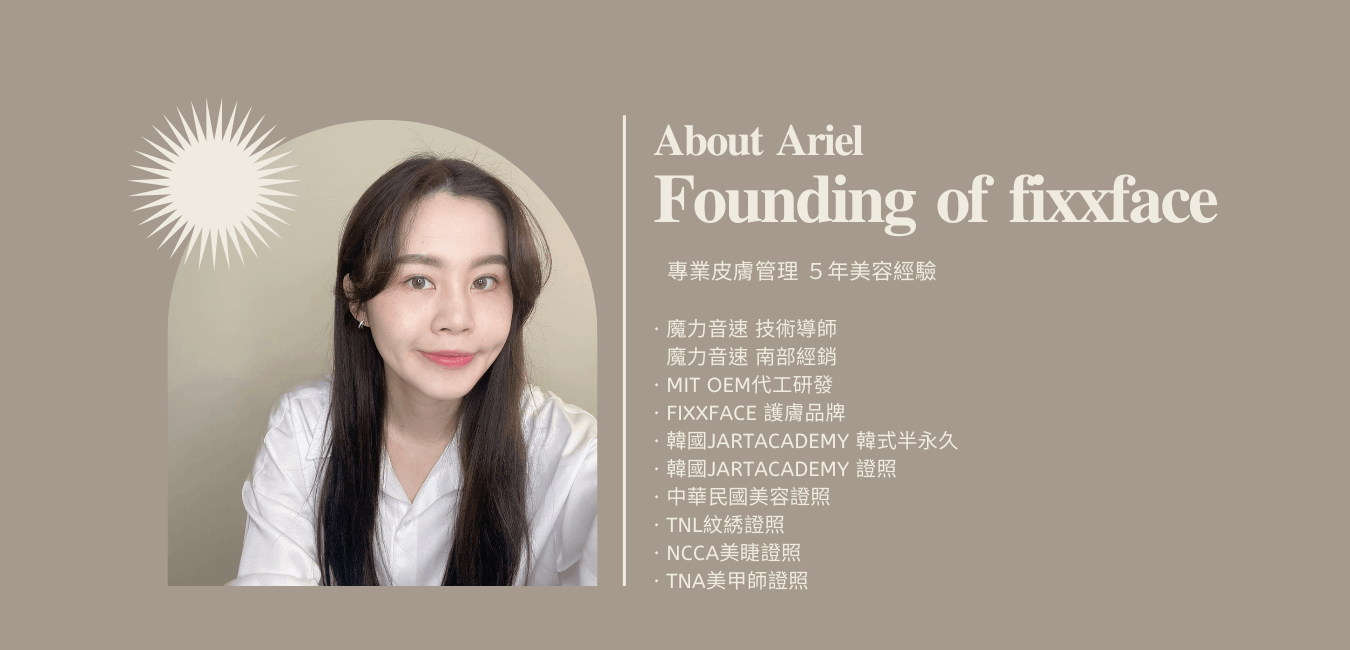 About Ariel
Founding of fixxface
專業皮膚管理 5年美容經驗
· 魔力音速 技術導師
魔力音速 南部經銷
· MIT OEM代工研發
· FIXXFACE 護膚品牌
· 韓國JARTACADEMY 韓式半永久
· 韓國JARTACADEMY 證照
· 中華民國美容證照
· TNL紋綉證照
· NCCA美睫證照
· TNA美甲師證照